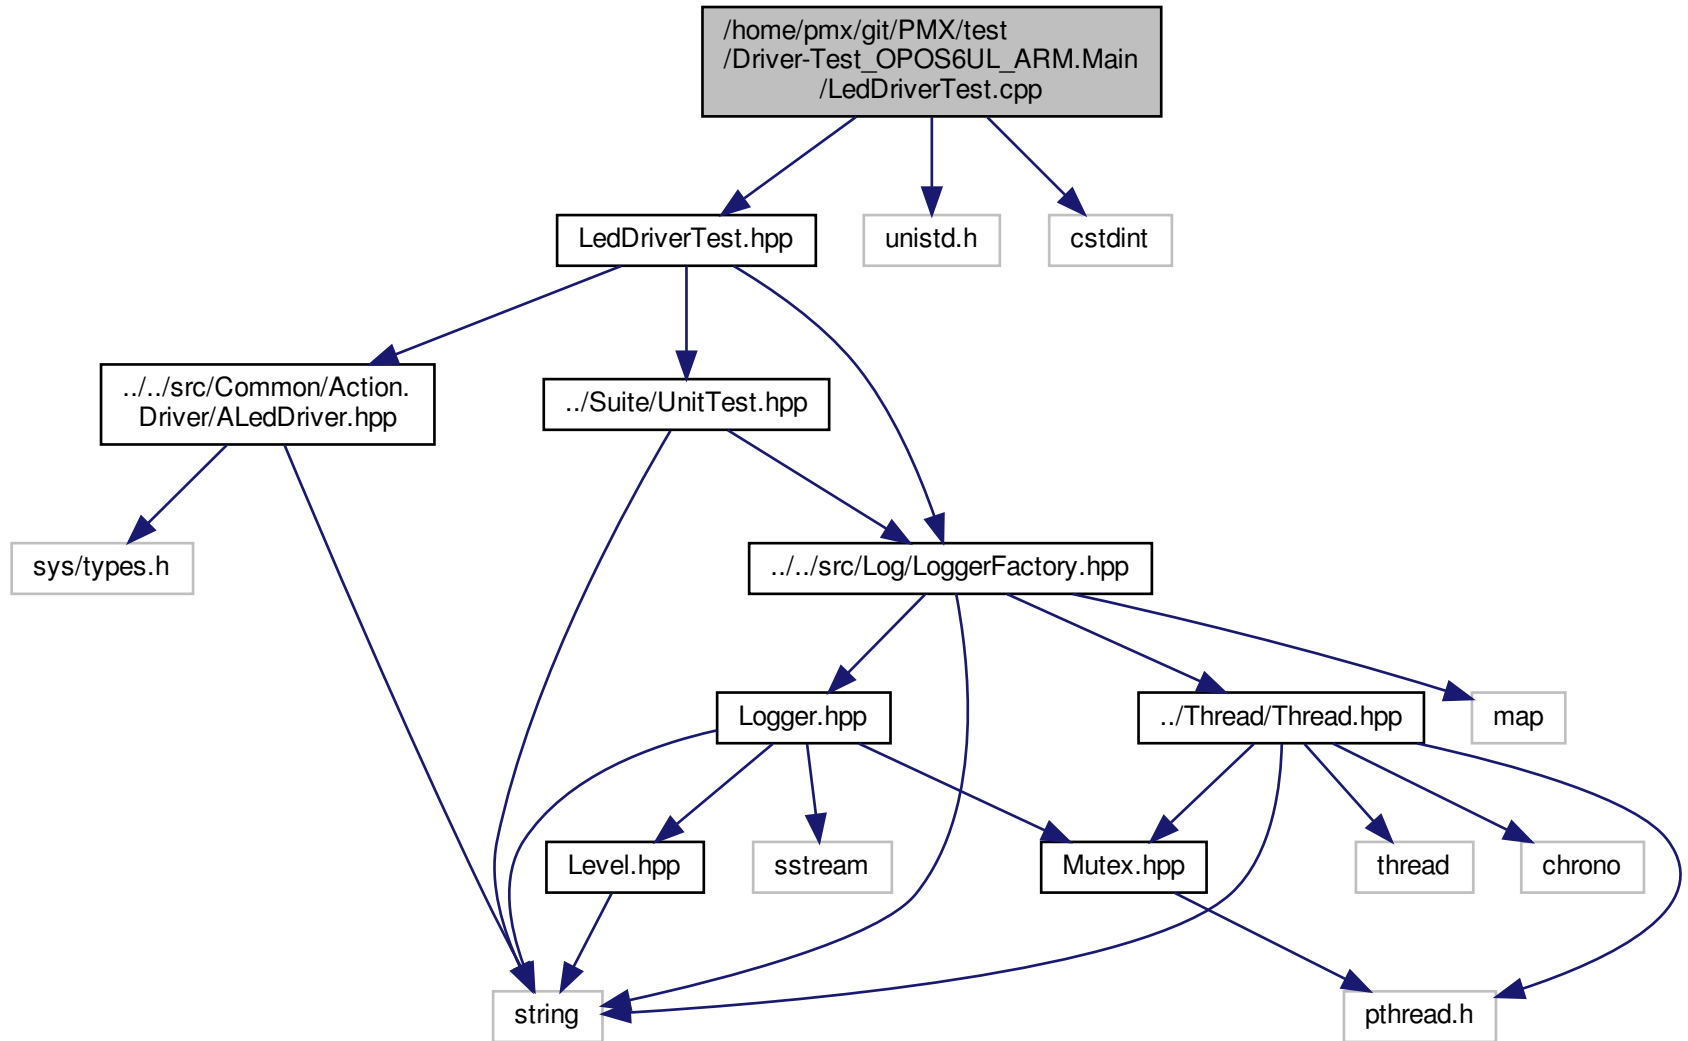 /home/pmx/git/PMX/test
/Driver-Test_OPOS6UL_ARM.Main
/LedDriverTest.cpp
LedDriverTest.hpp
unistd.h
cstdint
../../src/Common/Action.
Driver/ALedDriver.hpp
../Suite/UnitTest.hpp
sys/types.h
../../src/Log/LoggerFactory.hpp
Logger.hpp
../Thread/Thread.hpp
map
Level.hpp
sstream
Mutex.hpp
thread
chrono
string
pthread.h